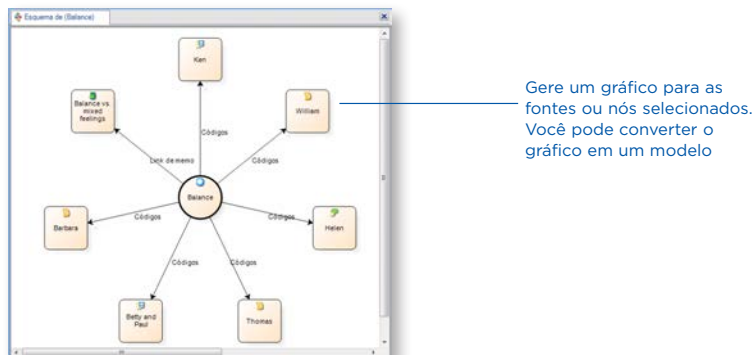 Esquema de (Balance)
Ken
Balance vs.
mixed
feelings
William
Códigos
Códigos
Link de memo
Balance
Barbara
Códigos
Códigos
Helen
Códigos
Códigos
Betty and
Paul
Thomas
Gere um gráfico para as
fontes ou nós selecionados.
Você pode converter o
gráfico em um modelo